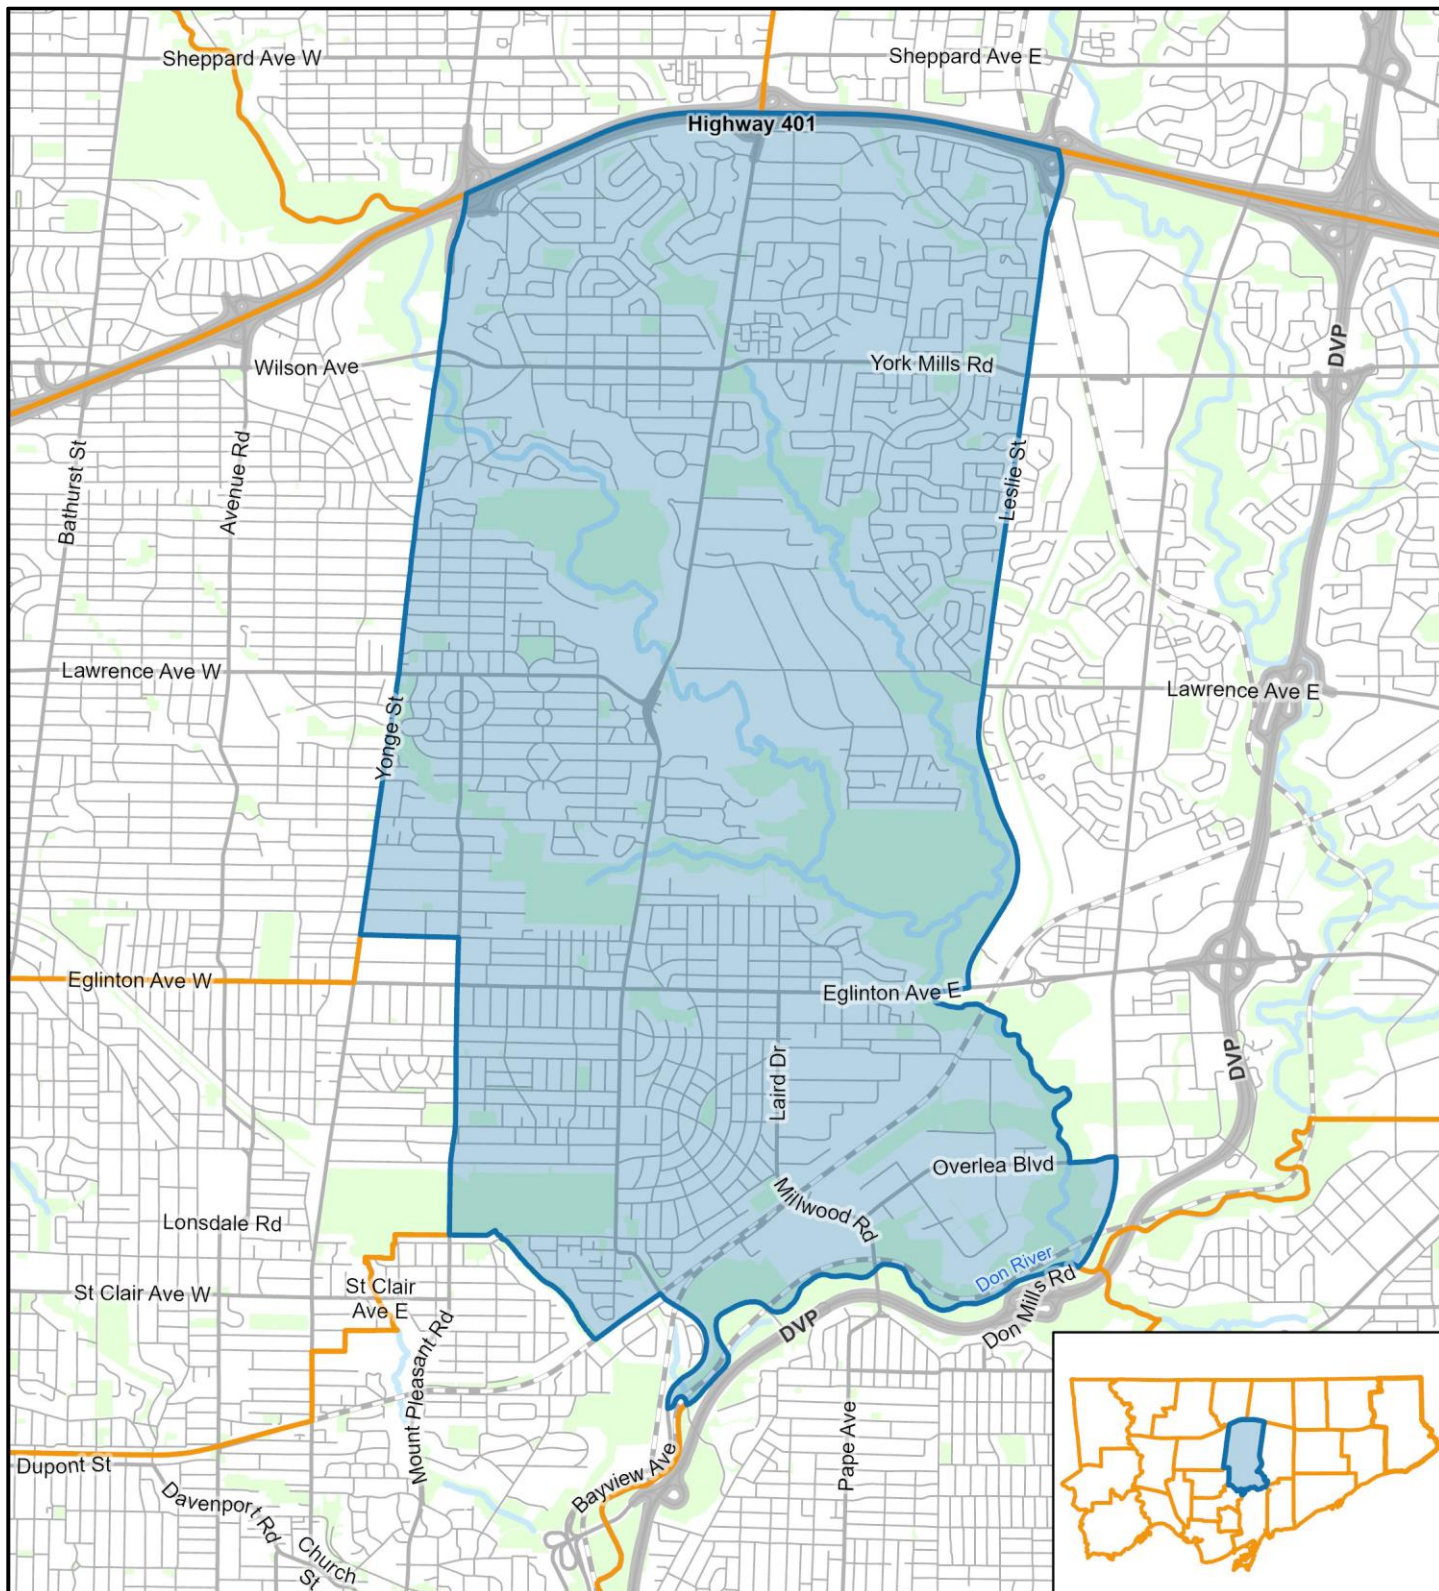 Sheppard Ave W
Sheppard Ave E
Highway 401
Wilson Ave
York Mills Rd
DVP
Bathurst St
Avenue Rd
Leslie St
Lawrence Ave W
Lawrence Ave E
Yonge St
Eglinton Ave W
Eglinton Ave E
Laird Dr
DVP
Overlea Blvd
Millwood Rd
Lonsdale Rd
Don River
St Clair Ave W
St Clair
Ave E
Don Mills Rd
DVP
Mount Pleasant Rd
Dupont St
Pape Ave
Bayview Ave
Davenport Rd
Church
St